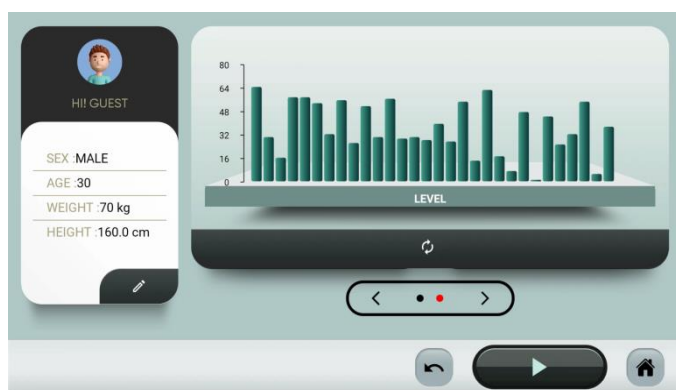 HI! GUEST
SEX :MALE
AGE :30
WEIGHT :70 kg
HEIGHT :160.0 cm
80
64
48
32
16
0
LEVEL